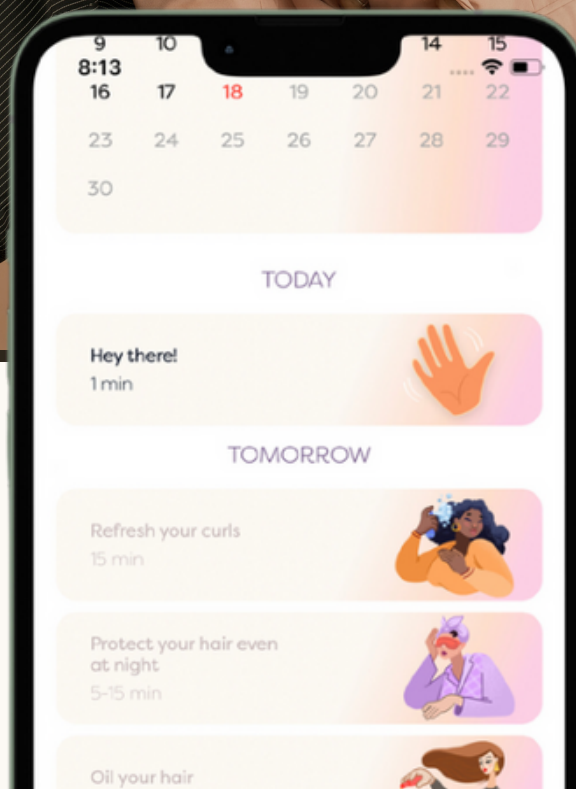 9 10 14 15
8:13
16 17 18 19 20 21 22
23 24 25 26 27 28 29
30
TODAY
Hey there!
1 min
TOMORROW
Refresh your curls
15 min
Protect your hair even
at night
5-15 min
Oil your hair